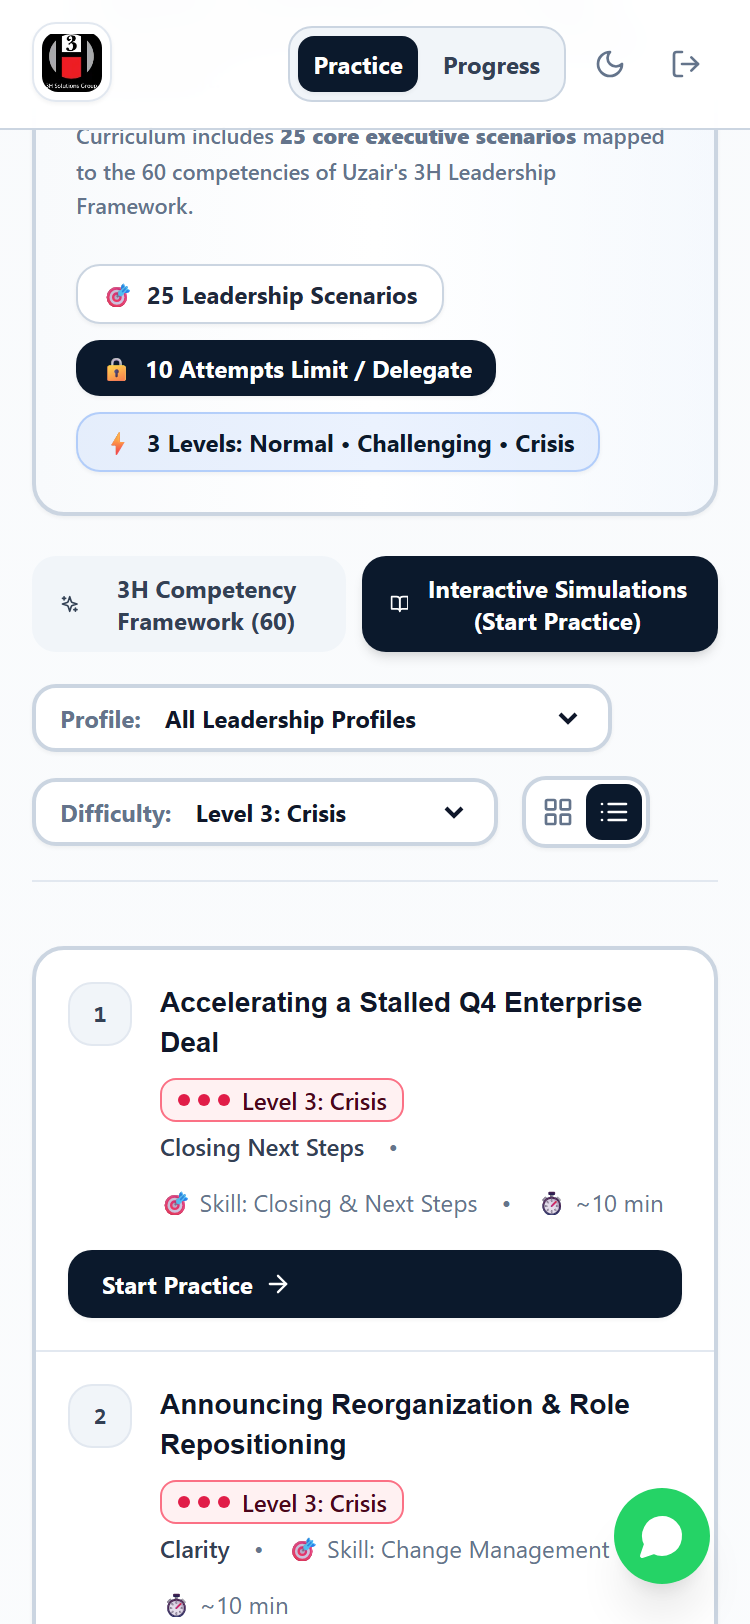 3
3H Solutions Group
Practice
Progress
Curriculum includes 25 core executive scenarios mapped
to the 60 competencies of Uzair's 3H Leadership
Framework.
25 Leadership Scenarios
10 Attempts Limit / Delegate
3 Levels: Normal • Challenging • Crisis
3H Competency
Framework (60)
Interactive Simulations
(Start Practice)
Profile: All Leadership Profiles
Difficulty: Level 3: Crisis
1
Accelerating a Stalled Q4 Enterprise
Deal
Level 3: Crisis
Closing Next Steps •
Skill: Closing & Next Steps • ~10 min
Start Practice →
2
Announcing Reorganization & Role
Repositioning
Level 3: Crisis
Clarity • Skill: Change Management
~10 min